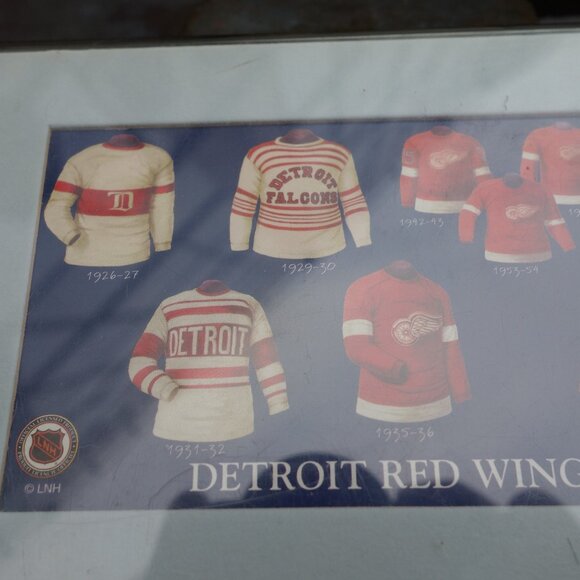 D
DETROIT
FALCONS
1926-27
1929-30
1942-43
1953-54
DETROIT
1931-32
1935-36
LNH
© LNH
DETROIT RED WING